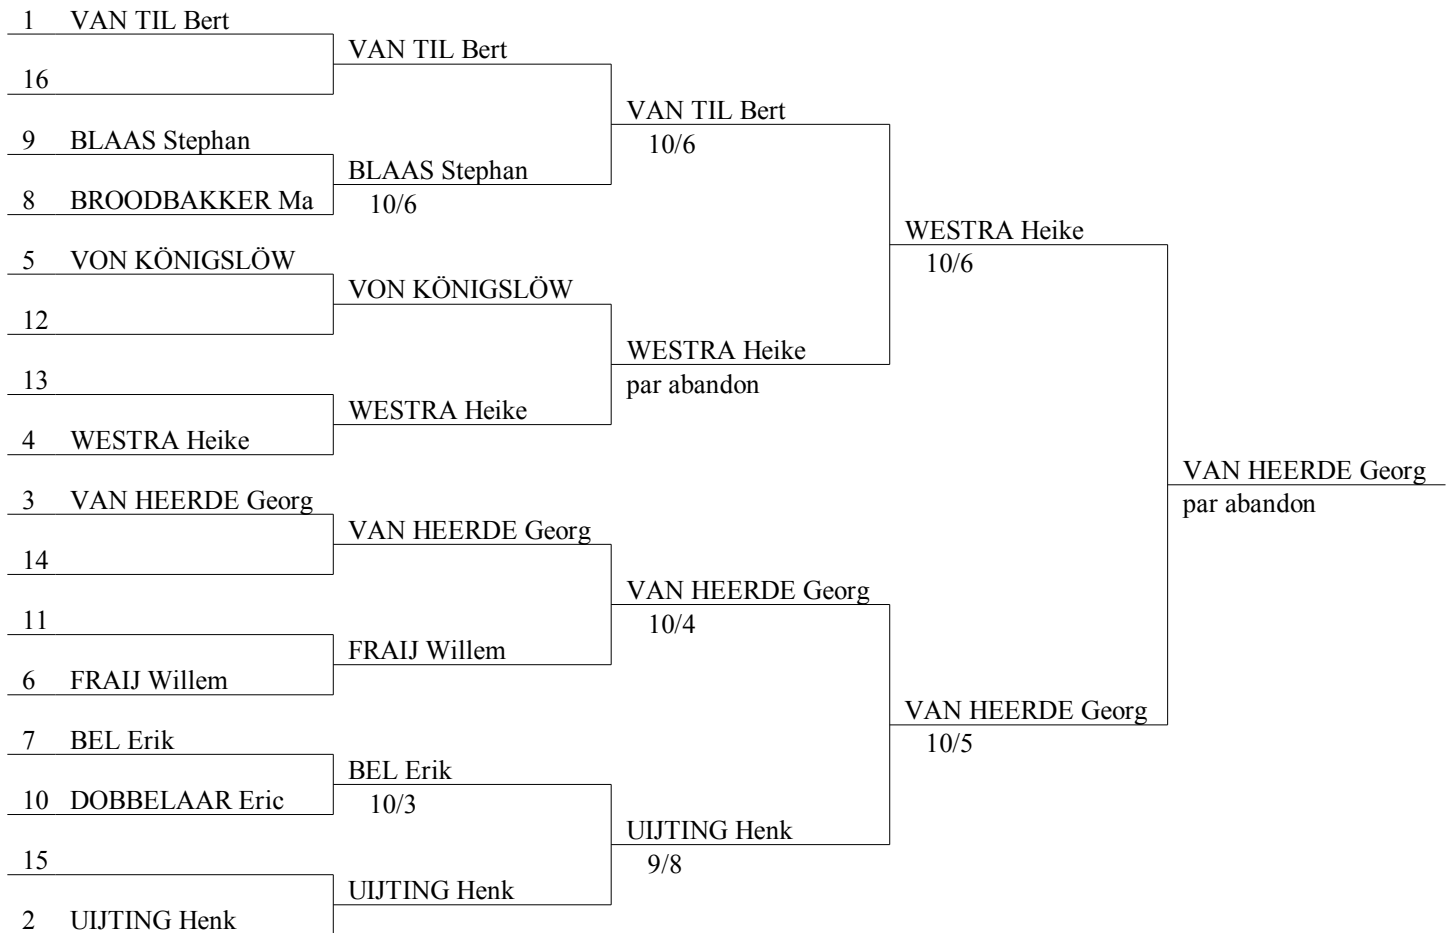 1 VAN TIL Bert
VAN TIL Bert
16
VAN TIL Bert
9 BLAAS Stephan
10/6
BLAAS Stephan
8 BROODBAKKER Ma
10/6
WESTRA Heike
5 VON KÖNIGSLÖW
10/6
VON KÖNIGSLÖW
12
WESTRA Heike
13
par abandon
WESTRA Heike
4 WESTRA Heike
VAN HEERDE Georg
3 VAN HEERDE Georg
par abandon
VAN HEERDE Georg
14
VAN HEERDE Georg
11
10/4
FRAIJ Willem
6 FRAIJ Willem
VAN HEERDE Georg
7 BEL Erik
10/5
BEL Erik
10 DOBBELAAR Eric
10/3
UIJTING Henk
15
9/8
UIJTING Henk
2 UIJTING Henk